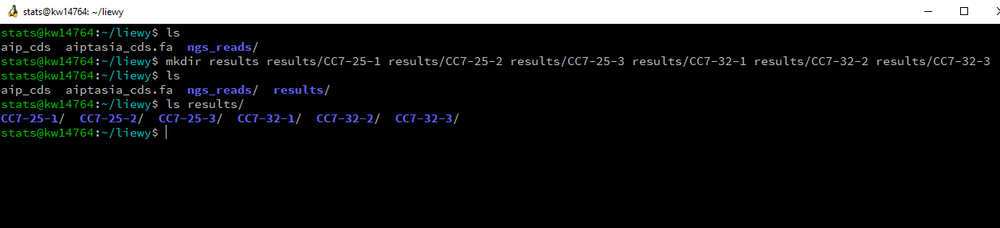 stats@kw14764: ~/liewy
stats@kw14764:~/liewy$ ls
aip_cds  aiptasia_cds.fa  ngs_reads/
stats@kw14764:~/liewy$ mkdir results results/CC7-25-1 results/CC7-25-2 results/CC7-25-3 results/CC7-32-1 results/CC7-32-2 results/CC7-32-3
stats@kw14764:~/liewy$ ls
aip_cds  aiptasia_cds.fa  ngs_reads/  results/
stats@kw14764:~/liewy$ ls results/
CC7-25-1/  CC7-25-2/  CC7-25-3/  CC7-32-1/  CC7-32-2/  CC7-32-3/
stats@kw14764:~/liewy$